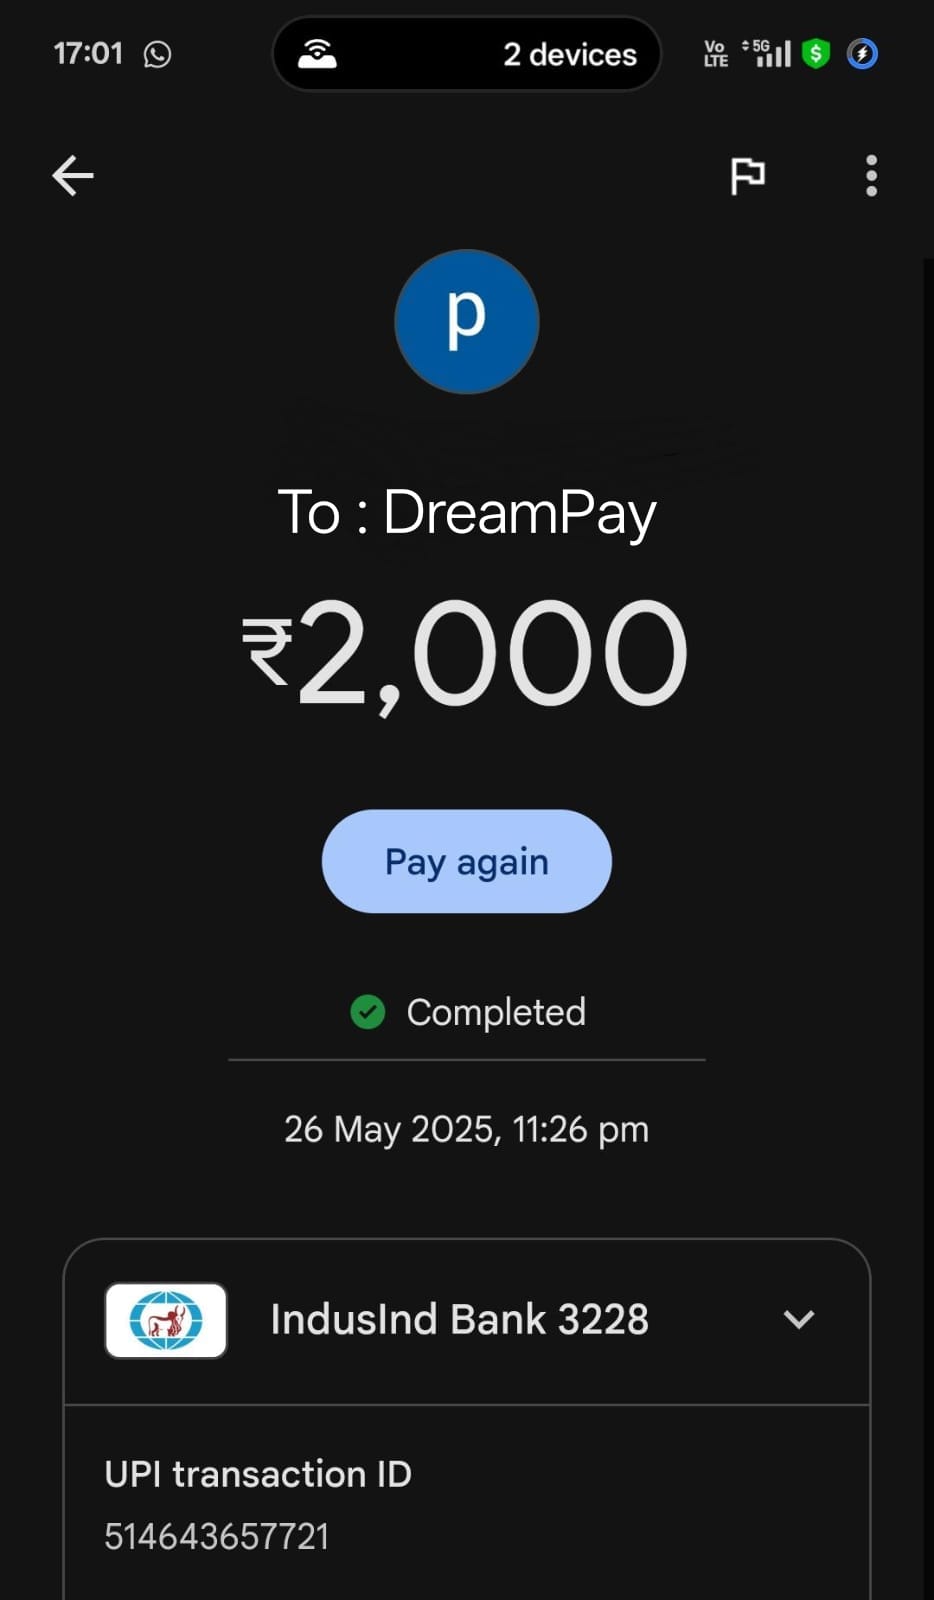 17:01 2 devices Vo LTE 5G
p
To : DreamPay
₹2,000
Pay again
Completed
26 May 2025, 11:26 pm
IndusInd Bank 3228
UPI transaction ID
514643657721